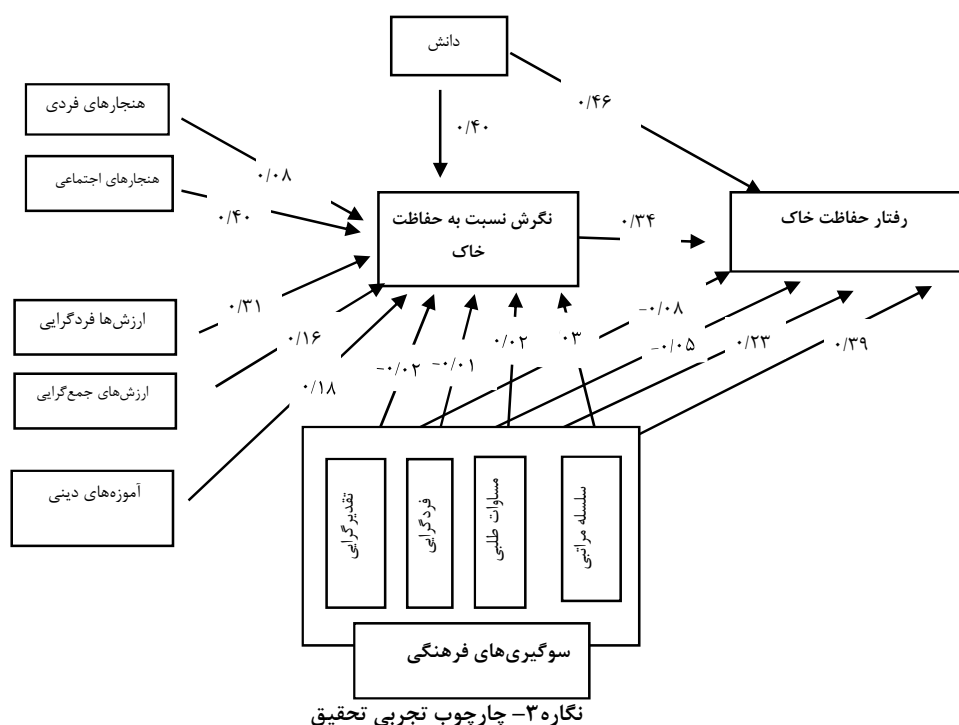 دانش
هنجارهای فردی
۰/۴۶
۰/۴۰
هنجارهای اجتماعی
۰/۰۸
۰/۴۰
نگرش نسبت به حفاظت
خاک
رفتار حفاظت خاک
۰/۳۴
ارزش‌ها فردگرایی
۰/۳۱
۰/۱۶
۰/۱۸
-۰/۰۲
-۰/۰۱
۰/۰۲
۰۳
-۰/۰۸
-۰/۰۵
۰/۲۳
۰/۳۹
ارزش‌های جمع‌گرایی
آموزه‌های دینی
تقدیرگرایی
فردگرایی
مساوات طلبی
سلسله مراتبی
سوگیری‌های فرهنگی
نگاره۳- چارچوب تجربی تحقیق